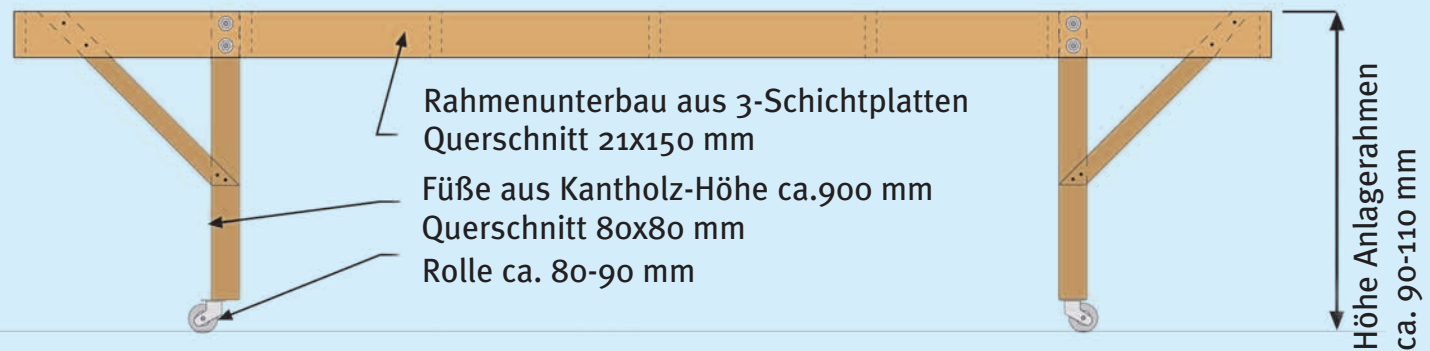 Rahmenunterbau aus 3-Schichtplatten
Querschnitt 21x150 mm
Füße aus Kantholz-Höhe ca.900 mm
Querschnitt 80x80 mm
Rolle ca. 80-90 mm
Höhe Anlagerahmen
ca. 90-110 mm